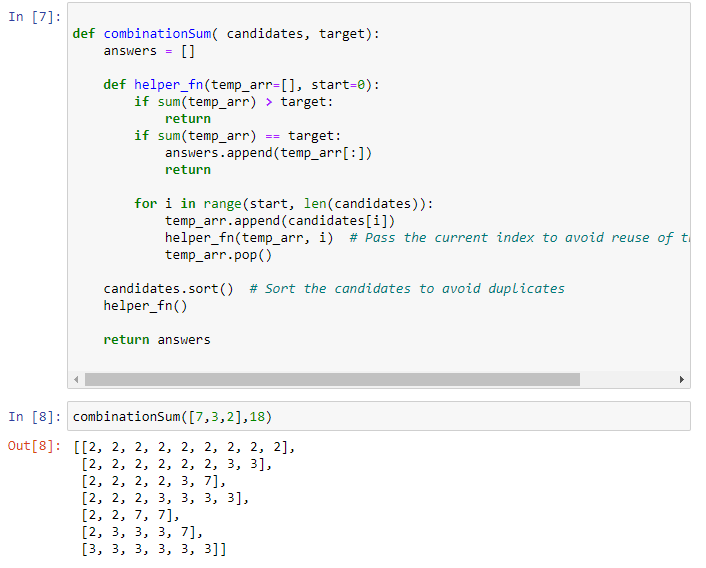 In [7]:
def combinationSum( candidates, target):
    answers = []

    def helper_fn(temp_arr=[], start=0):
        if sum(temp_arr) > target:
            return
        if sum(temp_arr) == target:
            answers.append(temp_arr[:])
            return

        for i in range(start, len(candidates)):
            temp_arr.append(candidates[i])
            helper_fn(temp_arr, i)  # Pass the current index to avoid reuse of
            temp_arr.pop()

    candidates.sort()  # Sort the candidates to avoid duplicates
    helper_fn()

    return answers
In [8]: combinationSum([7,3,2],18)
Out[8]: [[2, 2, 2, 2, 2, 2, 2, 2, 2],
 [2, 2, 2, 2, 2, 2, 3, 3],
 [2, 2, 2, 2, 3, 7],
 [2, 2, 2, 3, 3, 3, 3],
 [2, 2, 7, 7],
 [2, 3, 3, 3, 7],
 [3, 3, 3, 3, 3, 3]]